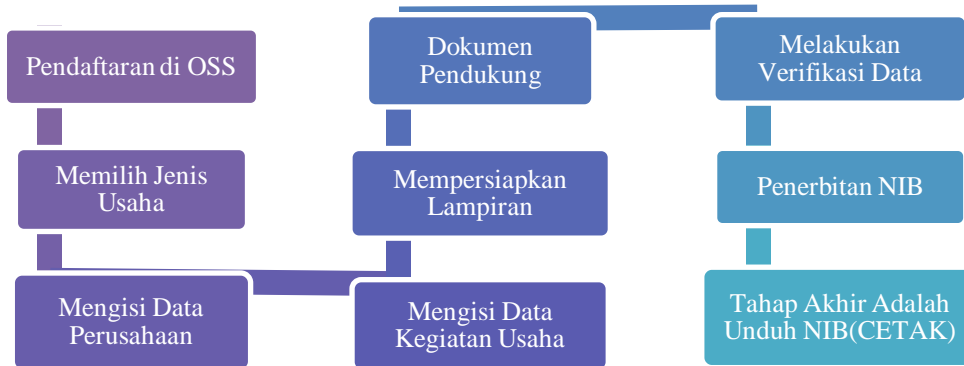 Pendaftaran di OSS
Memilih Jenis
Usaha
Mengisi Data
Perusahaan
Mengisi Data
Kegiatan Usaha
Mempersiapkan
Lampiran
Dokumen
Pendukung
Melakukan
Verifikasi Data
Penerbitan NIB
Tahap Akhir Adalah
Unduh NIB(CETAK)